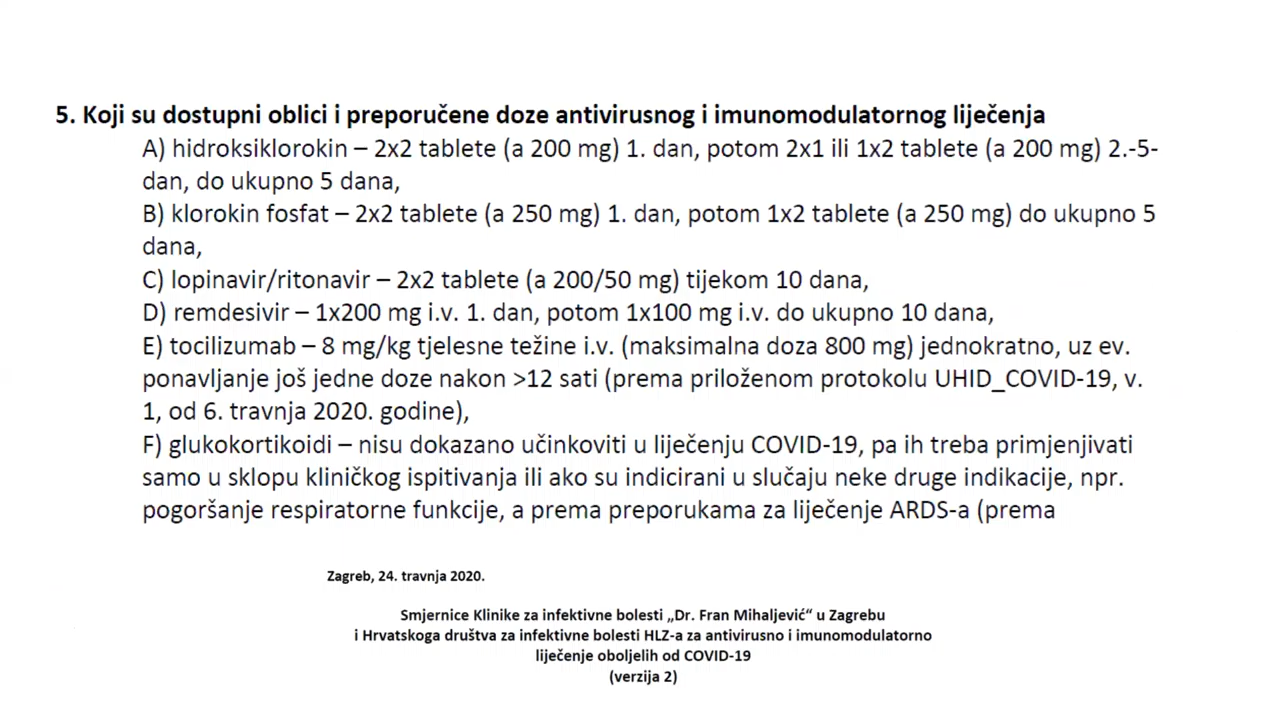 5. Koji su dostupni oblici i preporučene doze antivirusnog i imunomodulatornog liječenja
A) hidroksiklorokin – 2x2 tablete (a 200 mg) 1. dan, potom 2x1 ili 1x2 tablete (a 200 mg) 2.-5-
dan, do ukupno 5 dana,
B) klorokin fosfat – 2x2 tablete (a 250 mg) 1. dan, potom 1x2 tablete (a 250 mg) do ukupno 5
dana,
C) lopinavir/ritonavir – 2x2 tablete (a 200/50 mg) tijekom 10 dana,
D) remdesivir – 1x200 mg i.v. 1. dan, potom 1x100 mg i.v. do ukupno 10 dana,
E) tocilizumab – 8 mg/kg tjelesne težine i.v. (maksimalna doza 800 mg) jednokratno, uz ev.
ponavljanje još jedne doze nakon >12 sati (prema priloženom protokolu UHID_COVID-19, v.
1, od 6. travnja 2020. godine),
F) glukokortikoidi – nisu dokazano učinkoviti u liječenju COVID-19, pa ih treba primjenjivati
samo u sklopu kliničkog ispitivanja ili ako su indicirani u slučaju neke druge indikacije, npr.
pogoršanje respiratorne funkcije, a prema preporukama za liječenje ARDS-a (prema
Zagreb, 24. travnja 2020.
Smjernice Klinike za infektivne bolesti „Dr. Fran Mihaljević“ u Zagrebu
i Hrvatskoga društva za infektivne bolesti HLZ-a za antivirusno i imunomodulatorno
liječenje oboljelih od COVID-19
(verzija 2)